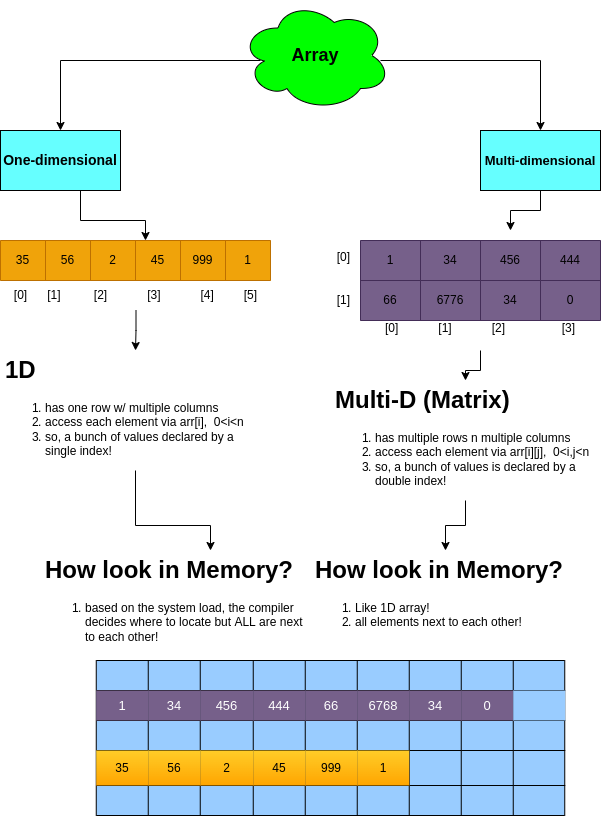 Array
One-dimensional
Multi-dimensional
35 56 2 45 999 1
[0] [1] [2] [3] [4] [5]
[0] 1 34 456 444
[1] 66 6776 34 0
[0] [1] [2] [3]
1D
1. has one row w/ multiple columns
2. access each element via arr[i], 0<i<n
3. so, a bunch of values declared by a
single index!
Multi-D (Matrix)
1. has multiple rows n multiple columns
2. access each element via arr[i][j], 0<i,j<n
3. so, a bunch of values is declared by a
double index!
How look in Memory?
1. based on the system load, the compiler
decides where to locate but ALL are next
to each other!
How look in Memory?
1. Like 1D array!
2. all elements next to each other!
1 34 456 444 66 6768 34 0
35 56 2 45 999 1